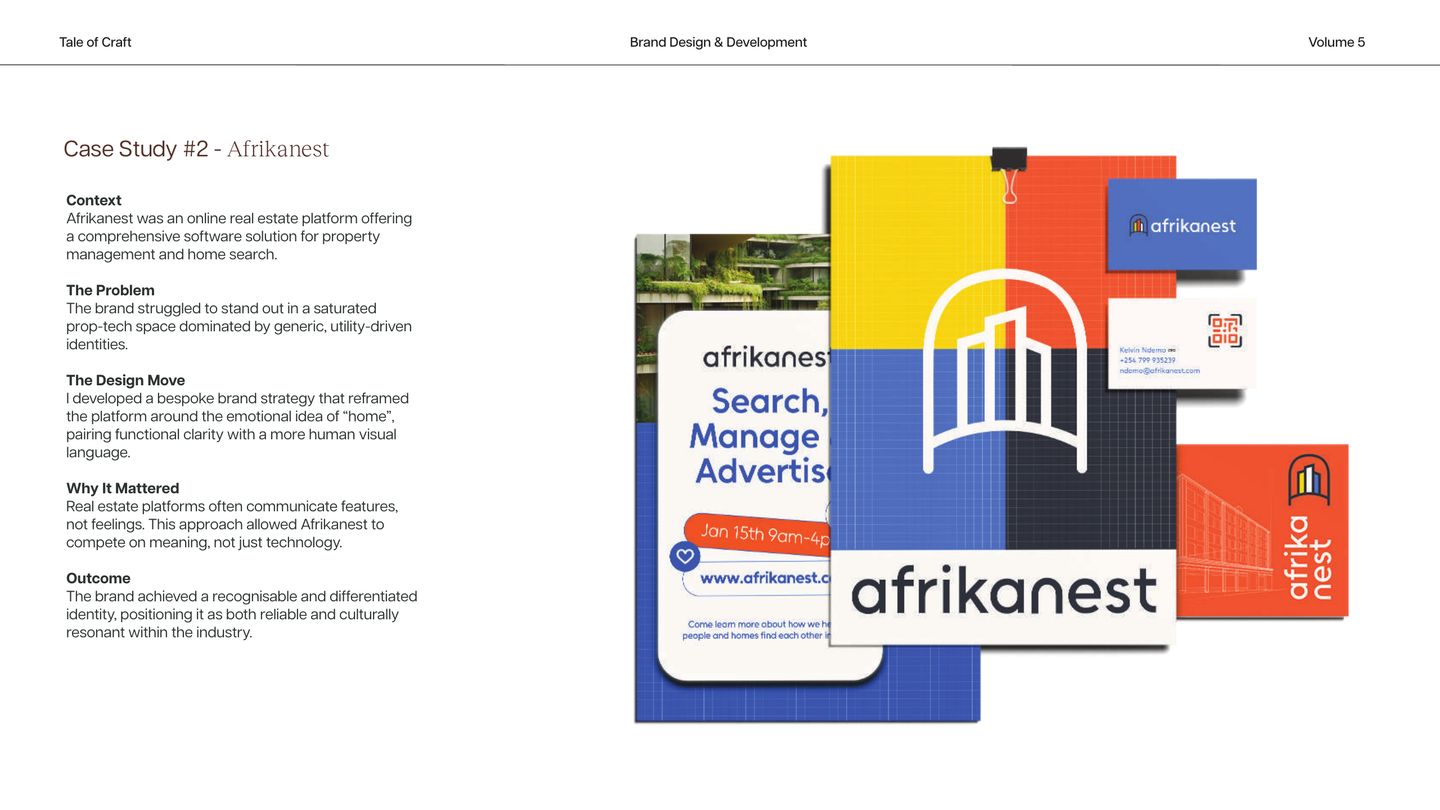 Tale of Craft
Brand Design & Development
Volume 5
Case Study #2 - Afrikanest
Context
Afrikanest was an online real estate platform offering
a comprehensive software solution for property
management and home search.
The Problem
The brand struggled to stand out in a saturated
prop-tech space dominated by generic, utility-driven
identities.
The Design Move
I developed a bespoke brand strategy that reframed
the platform around the emotional idea of “home”,
pairing functional clarity with a more human visual
language.
Why It Mattered
Real estate platforms often communicate features,
not feelings. This approach allowed Afrikanest to
compete on meaning, not just technology.
Outcome
The brand achieved a recognisable and differentiated
identity, positioning it as both reliable and culturally
resonant within the industry.
afrikanest
Search,
Manage
Advertise
Jan 15th 9am-4p
www.afrikanest.co
Come learn more about how we he
people and homes find each other in
afrikanest
afrikanest
Kelvin Ndemo CEO
+254 799 935239
ndemo@afrikanest.com
afrika
nest